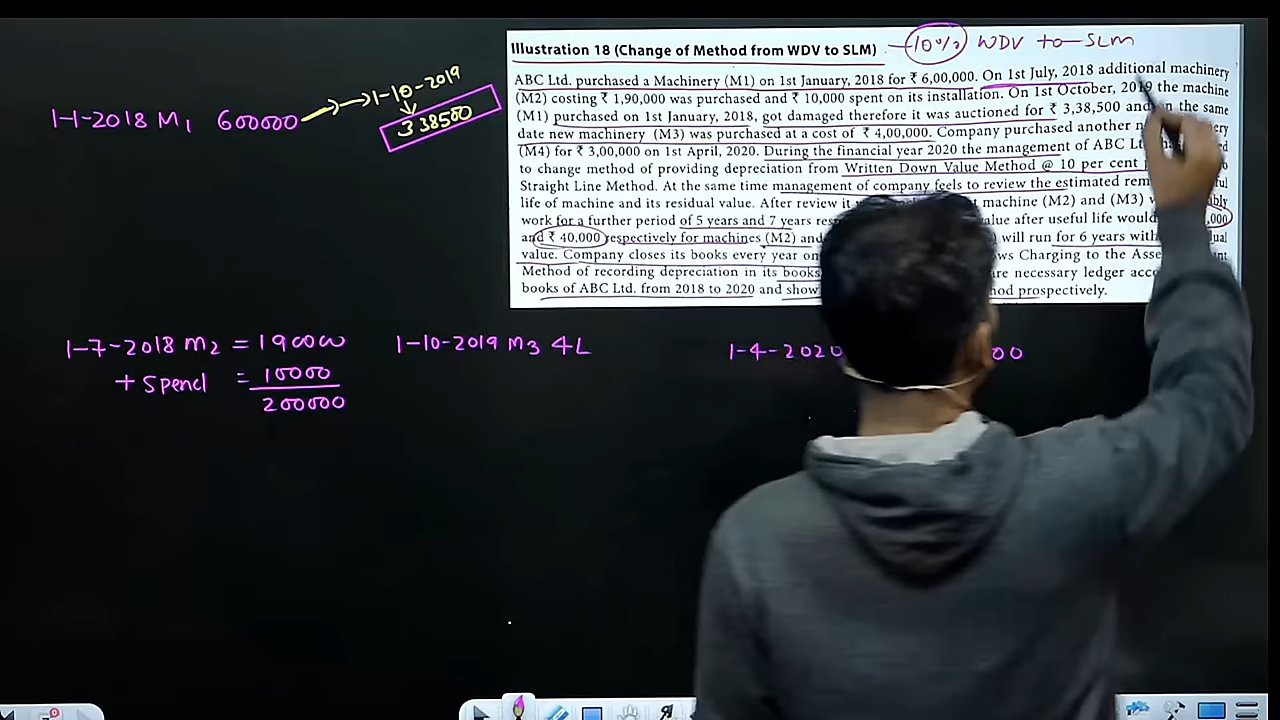 Illustration 18 (Change of Method from WDV to SLM) 10% WDV to SLM
ABC Ltd. purchased a Machinery (M1) on 1st January, 2018 for ₹ 6,00,000. On 1st July, 2018 additional machinery
(M2) costing ₹ 1,90,000 was purchased and ₹ 10,000 spent on its installation. On 1st October, 2019 the machine
(M1) purchased on 1st January, 2018, got damaged therefore it was auctioned for ₹ 3,38,500 and on the same
date new machinery (M3) was purchased at a cost of ₹ 4,00,000. Company purchased another
(M4) for ₹ 3,00,000 on 1st April, 2020. During the financial year 2020 the management of ABC
to change method of providing depreciation from Written Down Value Method @ 10 per cent
Straight Line Method. At the same time management of company feels to review the estimated
life of machine and its residual value. After review it machine (M2) and (M3)
work for a further period of 5 years and 7 years value after useful life would ,000
and ₹ 40,000 respectively for machines (M2) and will run for 6 years with
value. Company closes its books every year on Charging to the
Method of recording depreciation in its books necessary ledger
books of ABC Ltd. from 2018 to 2020 and show prospectively.
1-1-2018 M1 600000 → 1-10-2019
338500
1-7-2018 M2 = 190000
+ Spend = 10000
200000
1-10-2019 M3 4L
1-4-2020 00